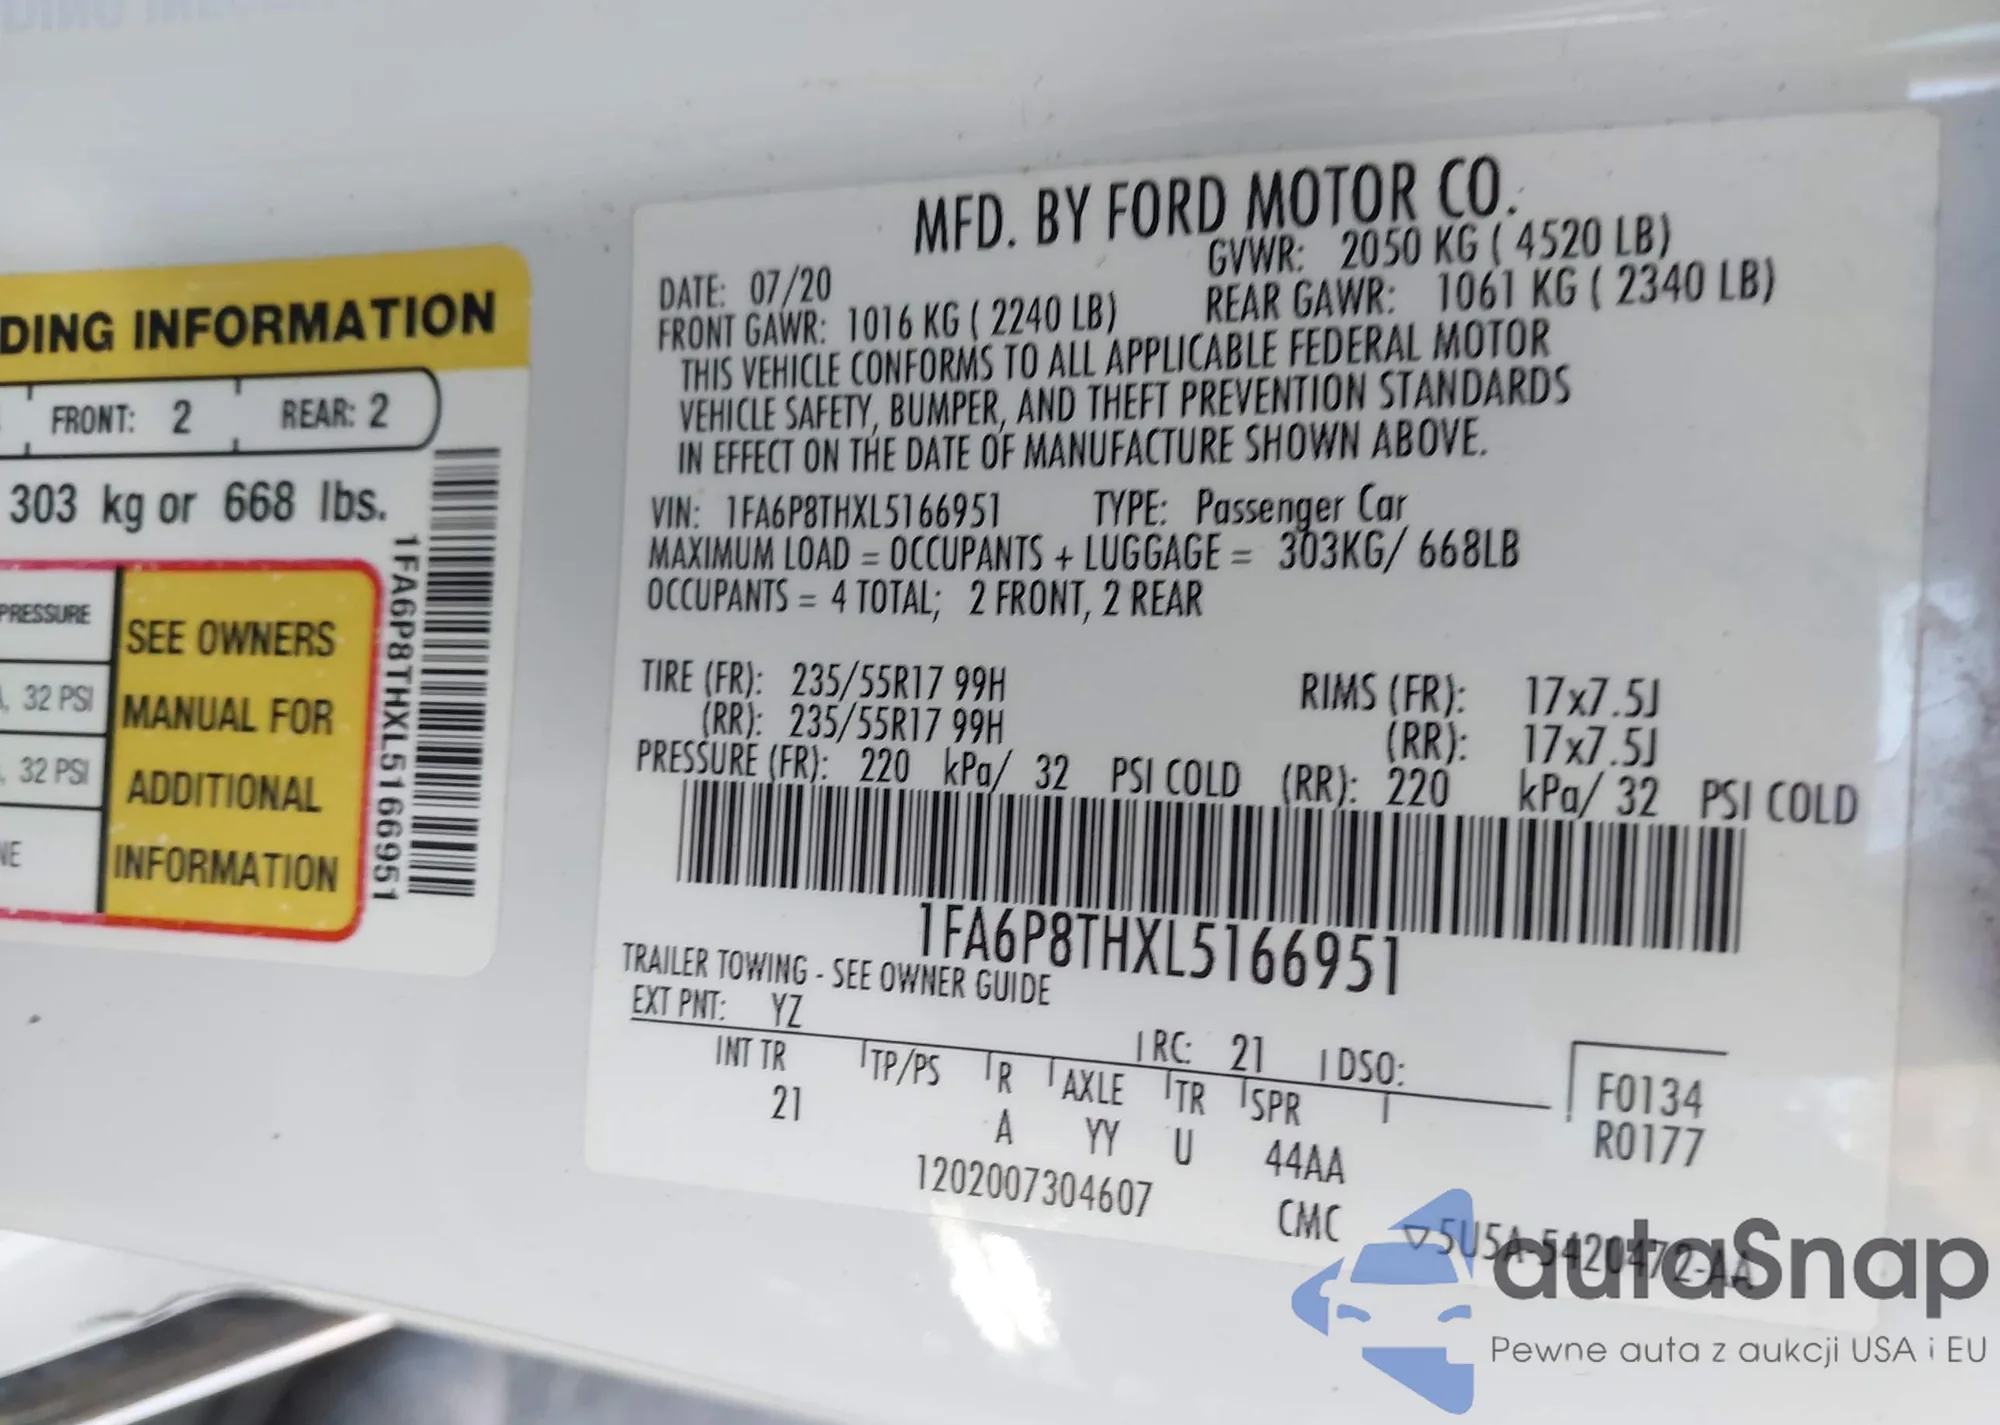 DING INFORMATION
FRONT: 2 REAR: 2
303 kg or 668 lbs.
PRESSURE
32 PSI
32 PSI
SEE OWNERS
MANUAL FOR
ADDITIONAL
INFORMATION
1FA6P8THXL5166951
MFD. BY FORD MOTOR CO.
DATE: 07/20 GVWR: 2050 KG ( 4520 LB)
FRONT GAWR: 1016 KG ( 2240 LB) REAR GAWR: 1061 KG ( 2340 LB)
THIS VEHICLE CONFORMS TO ALL APPLICABLE FEDERAL MOTOR
VEHICLE SAFETY, BUMPER, AND THEFT PREVENTION STANDARDS
IN EFFECT ON THE DATE OF MANUFACTURE SHOWN ABOVE.
VIN: 1FA6P8THXL5166951 TYPE: Passenger Car
MAXIMUM LOAD = OCCUPANTS + LUGGAGE = 303KG/ 668LB
OCCUPANTS = 4 TOTAL; 2 FRONT, 2 REAR
TIRE (FR): 235/55R17 99H RIMS (FR): 17x7.5J
(RR): 235/55R17 99H (RR): 17x7.5J
PRESSURE (FR): 220 kPa/ 32 PSI COLD (RR): 220 kPa/ 32 PSI COLD
1FA6P8THXL5166951
TRAILER TOWING - SEE OWNER GUIDE
EXT PNT: YZ RC: 21 DSO:
INT TR TP/PS R AXLE TR SPR
21 A YY U 44AA
F0134
R0177
1202007304607 CMC
▽5U5A-5420472-AA
autaSnap
Pewne auta z aukcji USA i EU